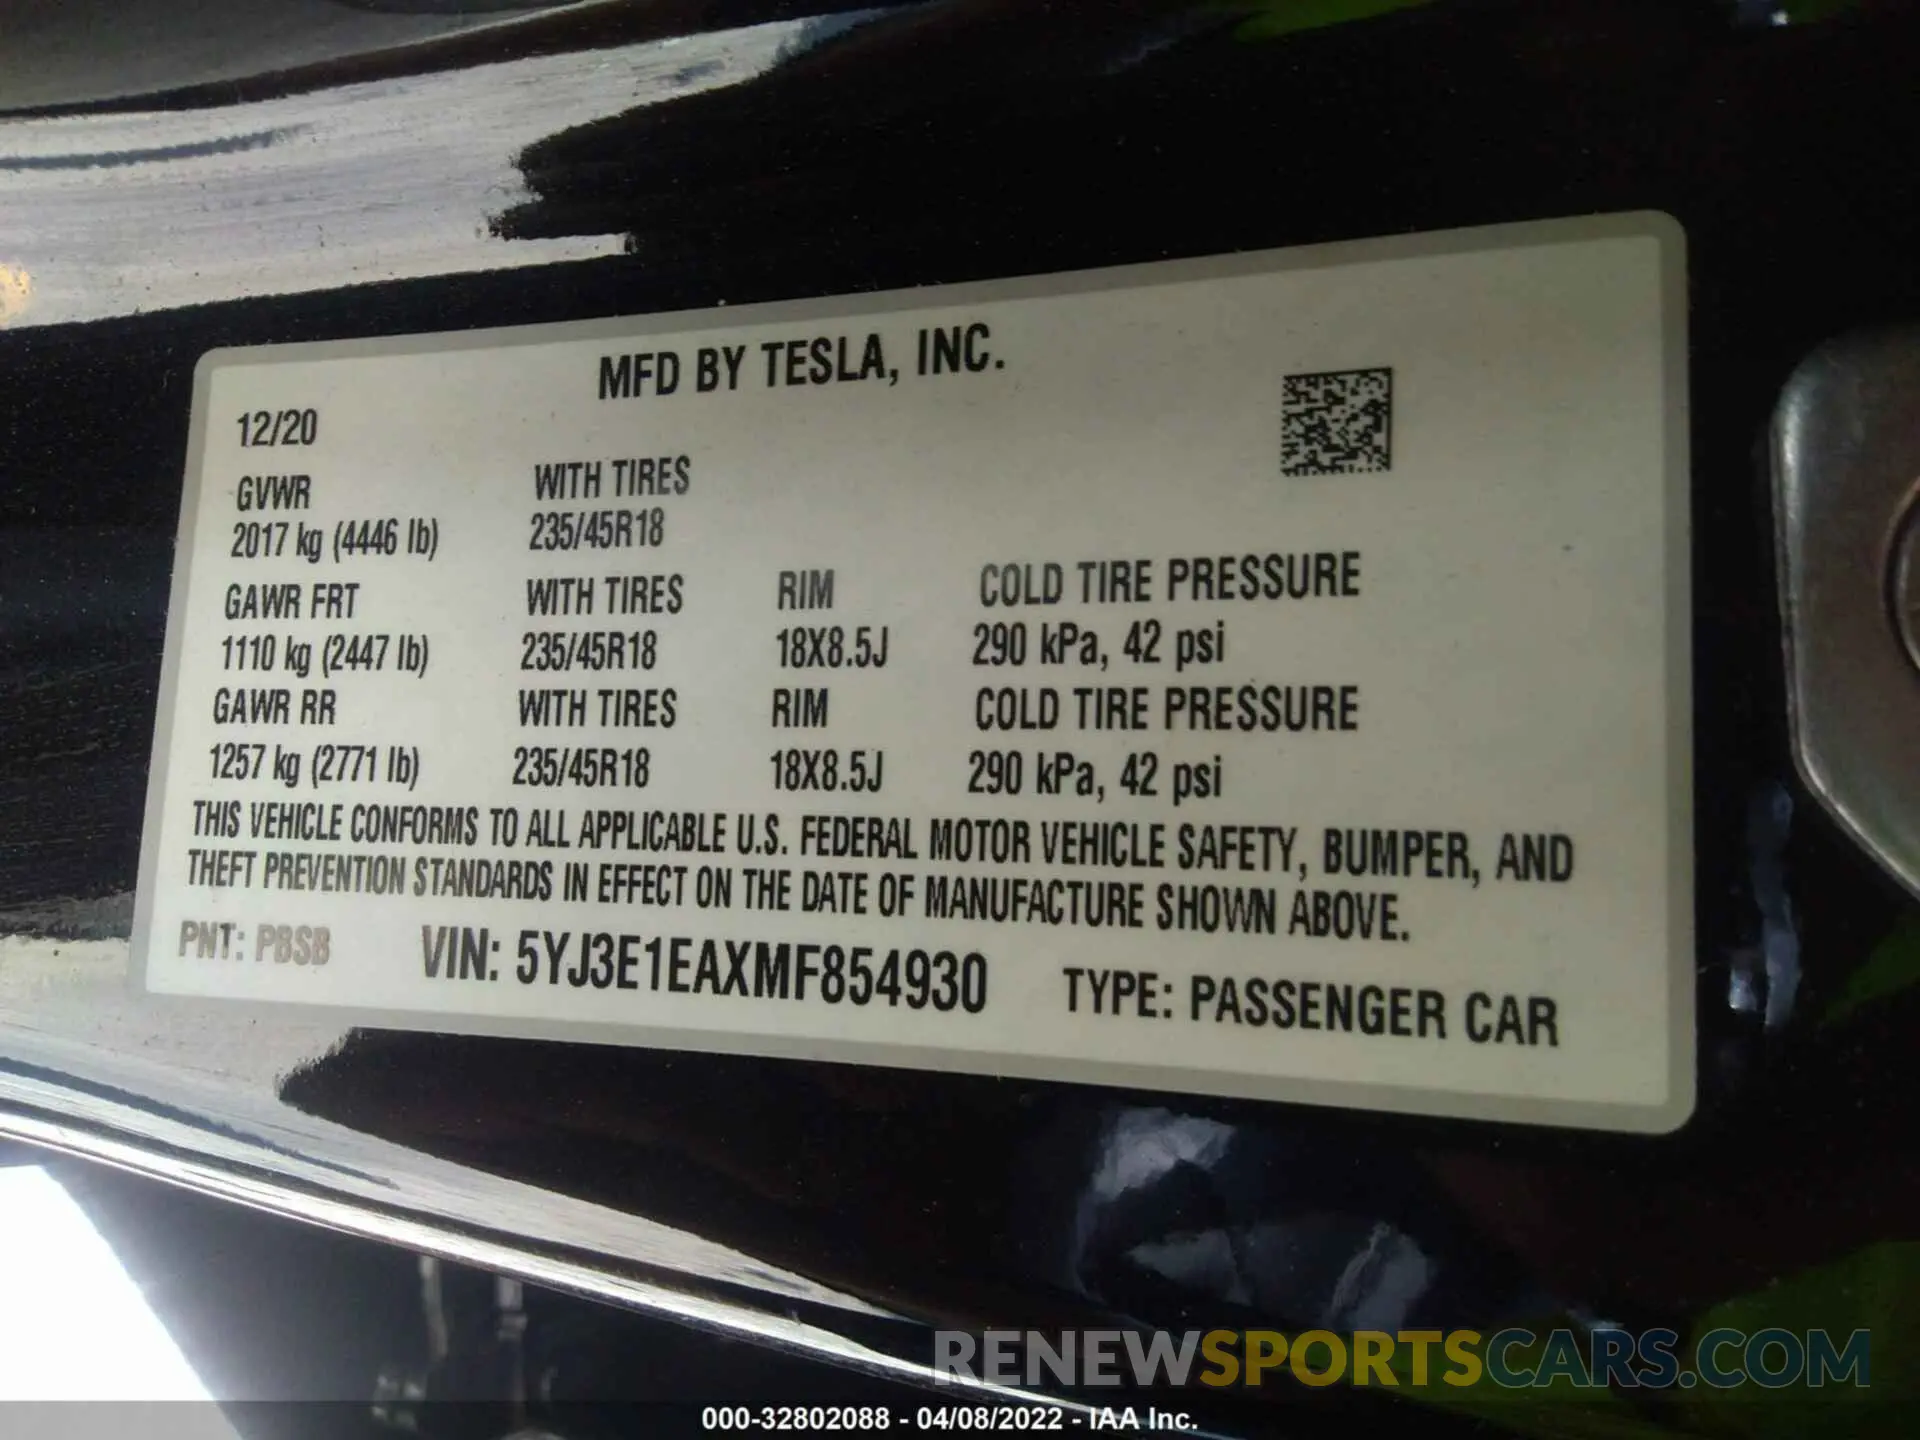 MFD BY TESLA, INC.
12/20
GVWR WITH TIRES
2017 kg (4446 lb) 235/45R18
GAWR FRT WITH TIRES RIM COLD TIRE PRESSURE
1110 kg (2447 lb) 235/45R18 18X8.5J 290 kPa, 42 psi
GAWR RR WITH TIRES RIM COLD TIRE PRESSURE
1257 kg (2771 lb) 235/45R18 18X8.5J 290 kPa, 42 psi
THIS VEHICLE CONFORMS TO ALL APPLICABLE U.S. FEDERAL MOTOR VEHICLE SAFETY, BUMPER, AND
THEFT PREVENTION STANDARDS IN EFFECT ON THE DATE OF MANUFACTURE SHOWN ABOVE.
PNT: PBSB VIN: 5YJ3E1EAXMF854930 TYPE: PASSENGER CAR
RENEWSPORTSCARS.COM
000-32802088 - 04/08/2022 - IAA Inc.